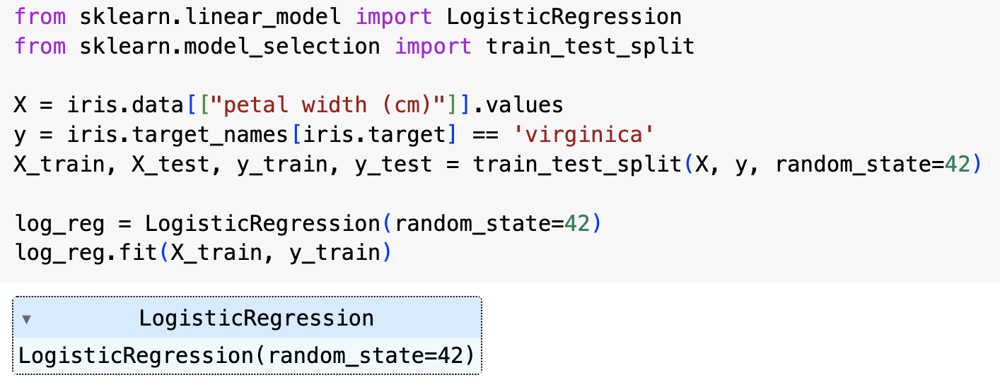 from sklearn.linear_model import LogisticRegression
from sklearn.model_selection import train_test_split
X = iris.data[["petal width (cm)"]].values
y = iris.target_names[iris.target] == 'virginica'
X_train, X_test, y_train, y_test = train_test_split(X, y, random_state=42)
log_reg = LogisticRegression(random_state=42)
log_reg.fit(X_train, y_train)
▼ LogisticRegression
LogisticRegression(random_state=42)